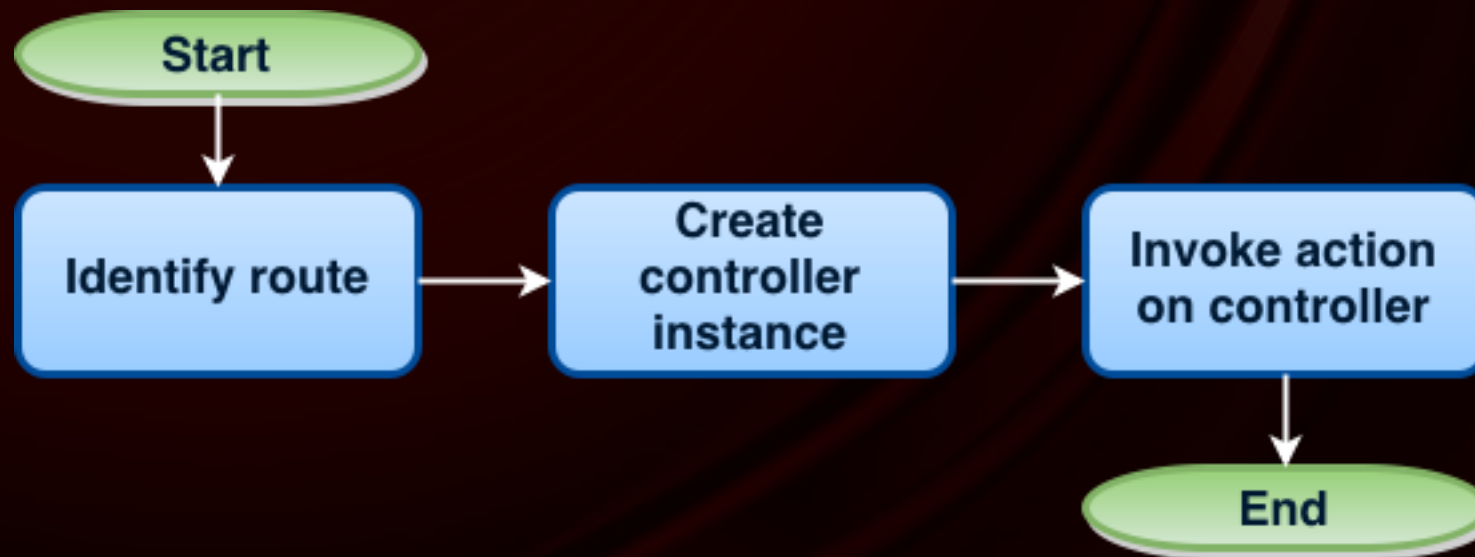 Start
Identify route
Create
controller
instance
Invoke action
on controller
End